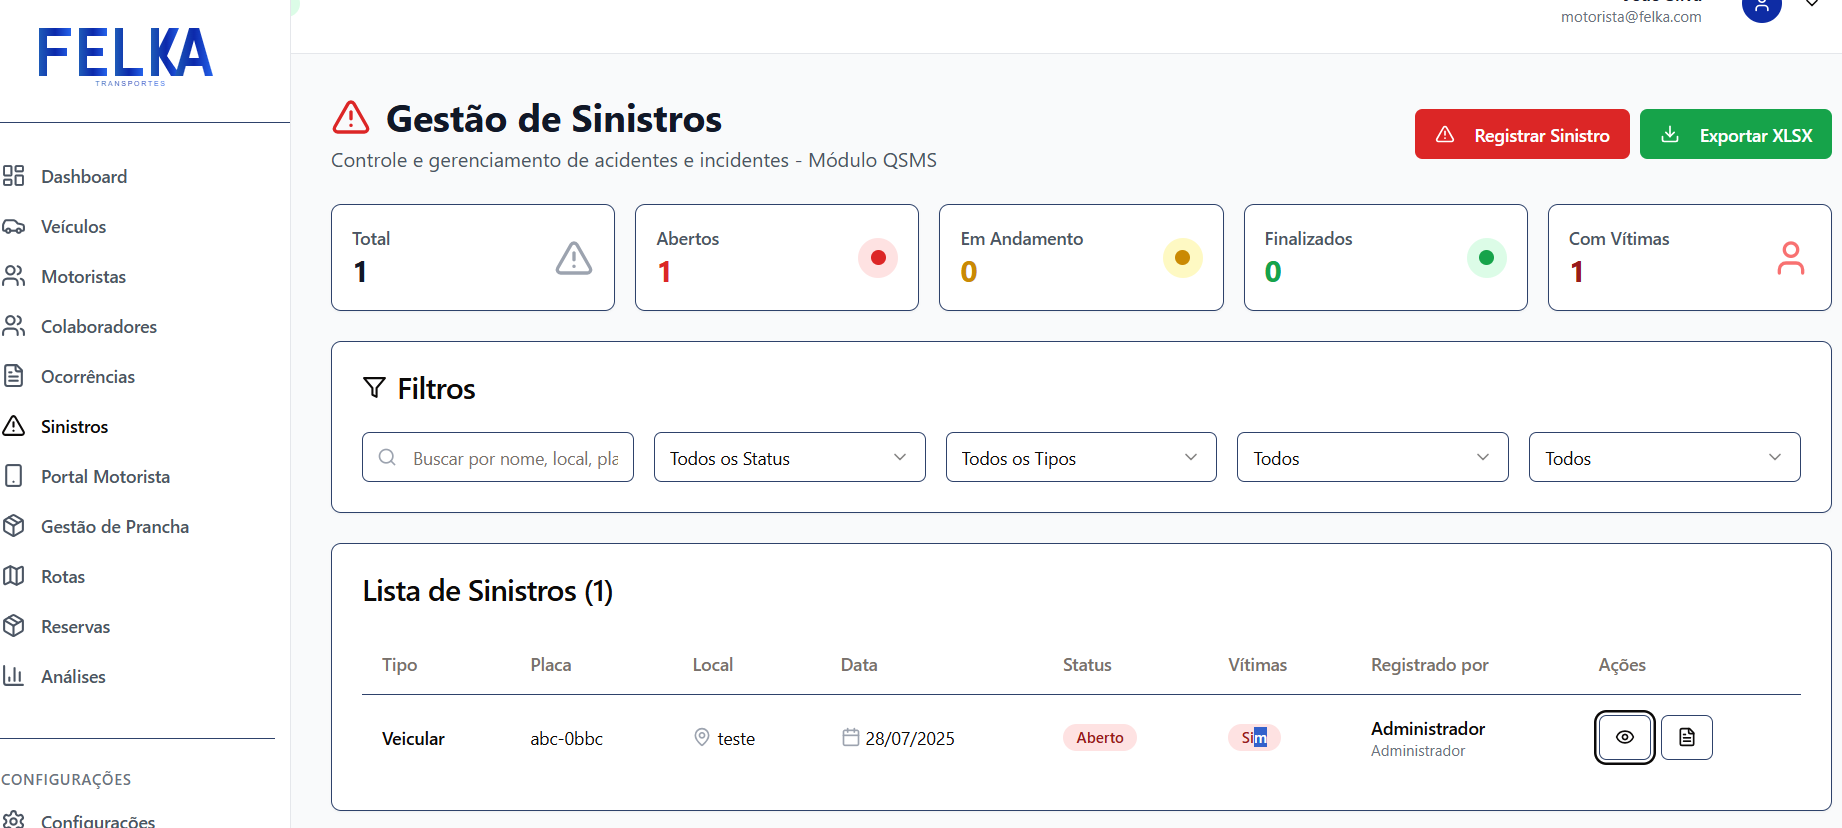 FELKA
TRANSPORTES
motorista@felka.com
Dashboard
Veículos
Motoristas
Colaboradores
Ocorrências
Sinistros
Portal Motorista
Gestão de Prancha
Rotas
Reservas
Análises
CONFIGURAÇÕES
Configurações
Gestão de Sinistros
Controle e gerenciamento de acidentes e incidentes - Módulo QSMS
Registrar Sinistro
Exportar XLSX
Total
1
Abertos
1
Em Andamento
0
Finalizados
0
Com Vítimas
1
Filtros
Buscar por nome, local, pla
Todos os Status
Todos os Tipos
Todos
Todos
Lista de Sinistros (1)
Tipo Placa Local Data Status Vítimas Registrado por Ações
Veicular abc-0bbc teste 28/07/2025 Aberto Sim Administrador
Administrador